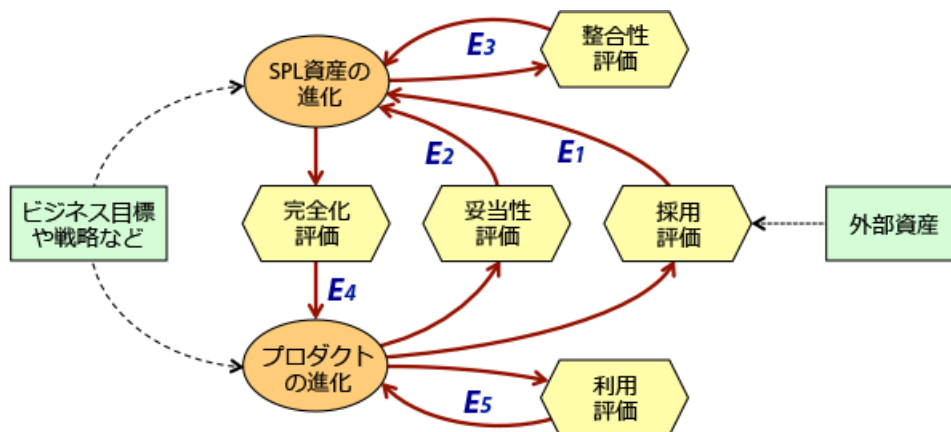 整合性
評価
E3
SPL資産の
進化
E2
E1
ビジネス目標
や戦略など
完全化
評価
妥当性
評価
採用
評価
外部資産
E4
プロダクト
の進化
E5
利用
評価